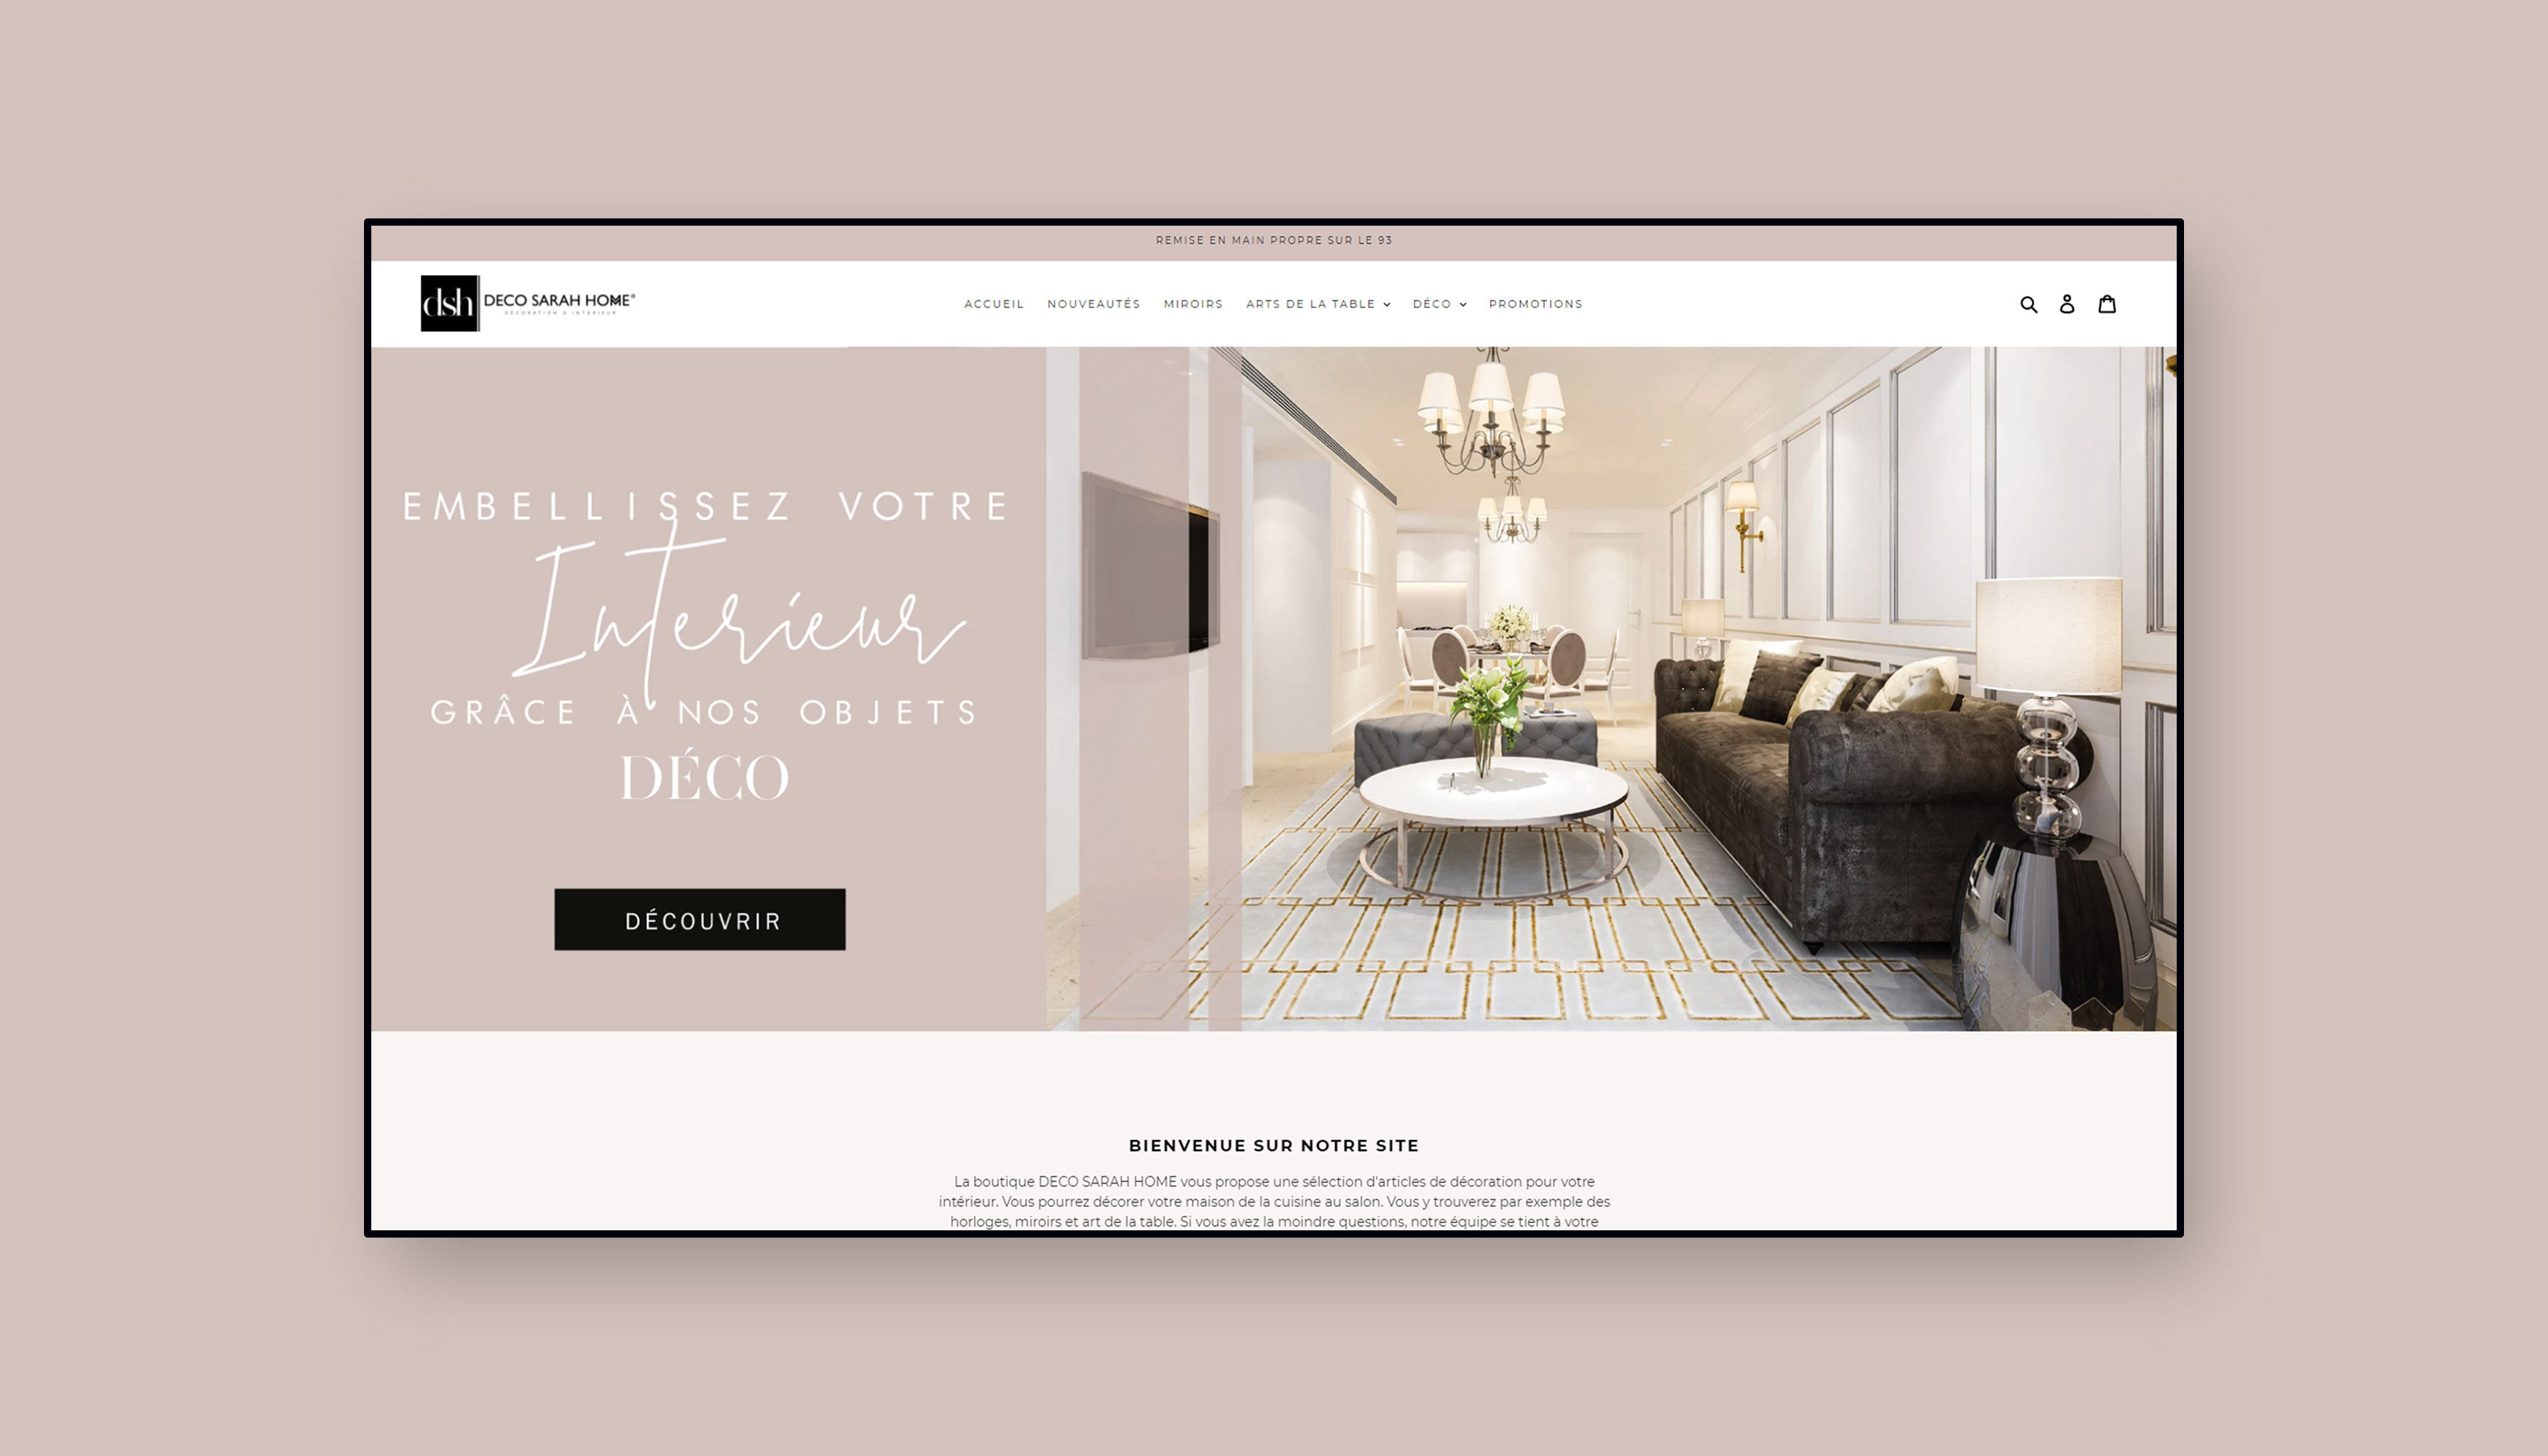 REMISE EN MAIN PROPRE SUR LE 93
dsh DECO SARAH HOME®
DECORATION D'INTERIEUR
ACCUEIL NOUVEAUTÉS MIROIRS ARTS DE LA TABLE DÉCO PROMOTIONS
EMBELLISSEZ VOTRE
Interieur
GRÂCE À NOS OBJETS
DÉCO
DÉCOUVRIR
BIENVENUE SUR NOTRE SITE
La boutique DECO SARAH HOME vous propose une sélection d'articles de décoration pour votre
intérieur. Vous pourrez décorer votre maison de la cuisine au salon. Vous y trouverez par exemple des
horloges, miroirs et art de la table. Si vous avez la moindre questions, notre équipe se tient à votre